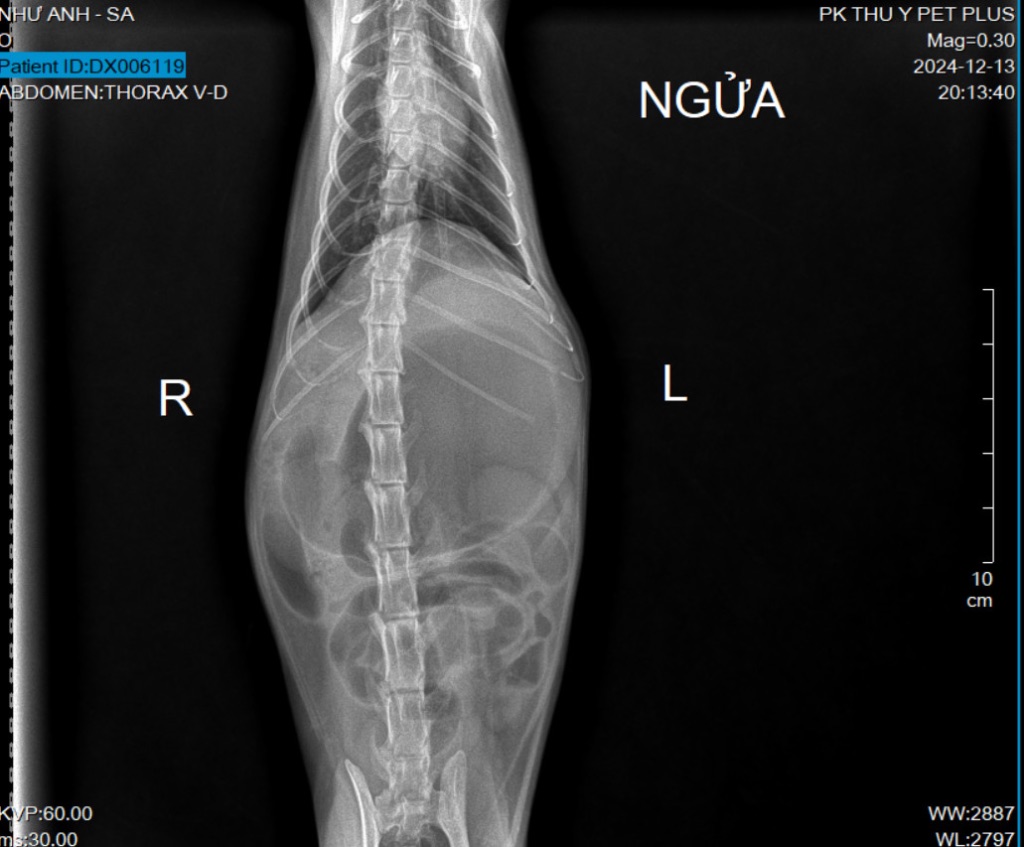 NHƯ ANH - SA
O
Patient ID:DX006119
ABDOMEN:THORAX V-D
PK THU Y PET PLUS
Mag=0.30
2024-12-13
20:13:40
NGỬA
R
L
10
cm
KVP:60.00
ms:30.00
WW:2887
WL:2797